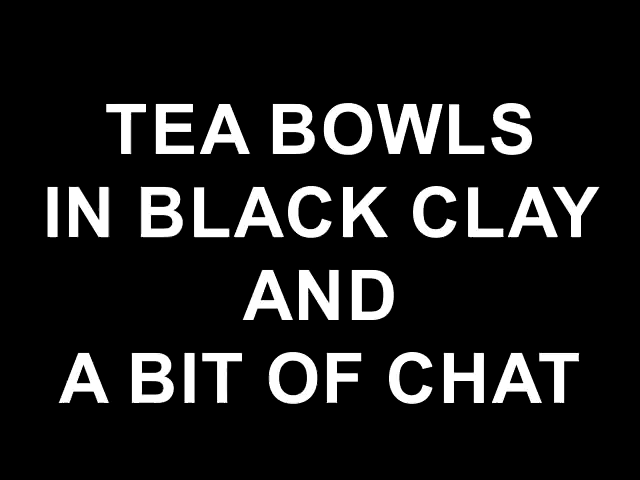 TEA BOWLS
IN BLACK CLAY
AND
A BIT OF CHAT